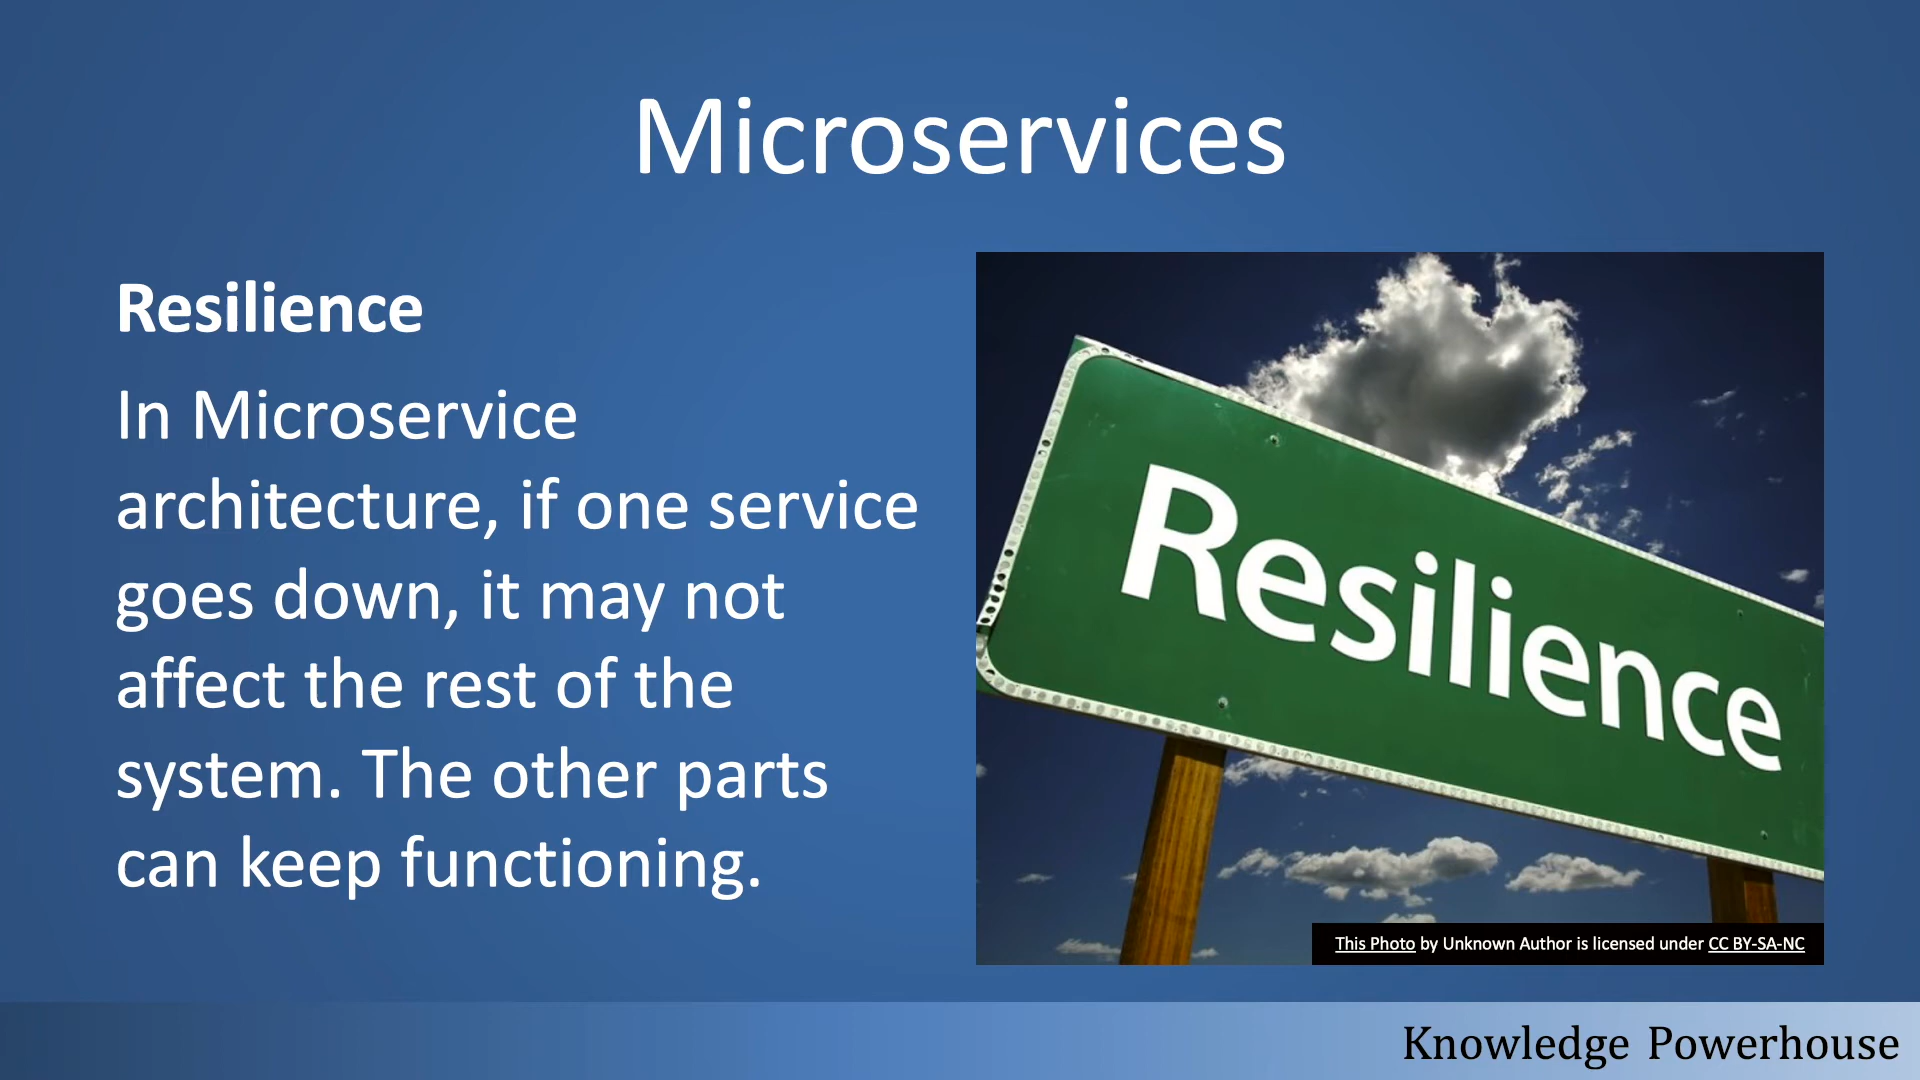 Microservices
Resilience
In Microservice
architecture, if one service
goes down, it may not
affect the rest of the
system. The other parts
can keep functioning.
Resilience
This Photo by Unknown Author is licensed under CC BY-SA-NC
Knowledge Powerhouse